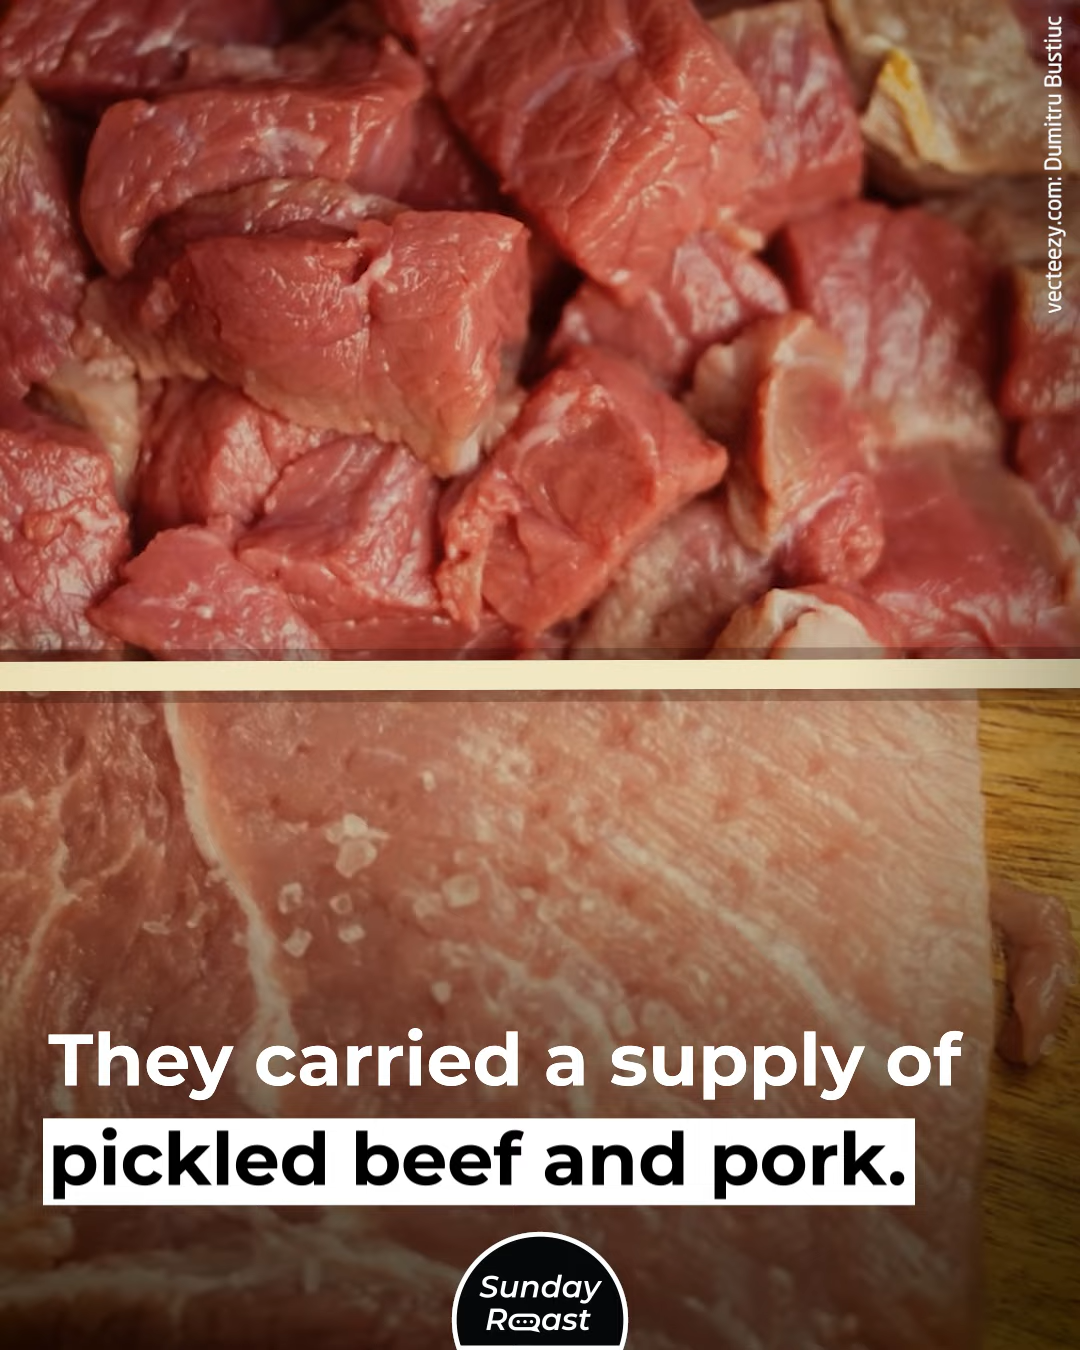 vecteezy.com: Dumitru Bustiuc
They carried a supply of
pickled beef and pork.
Sunday
Roast